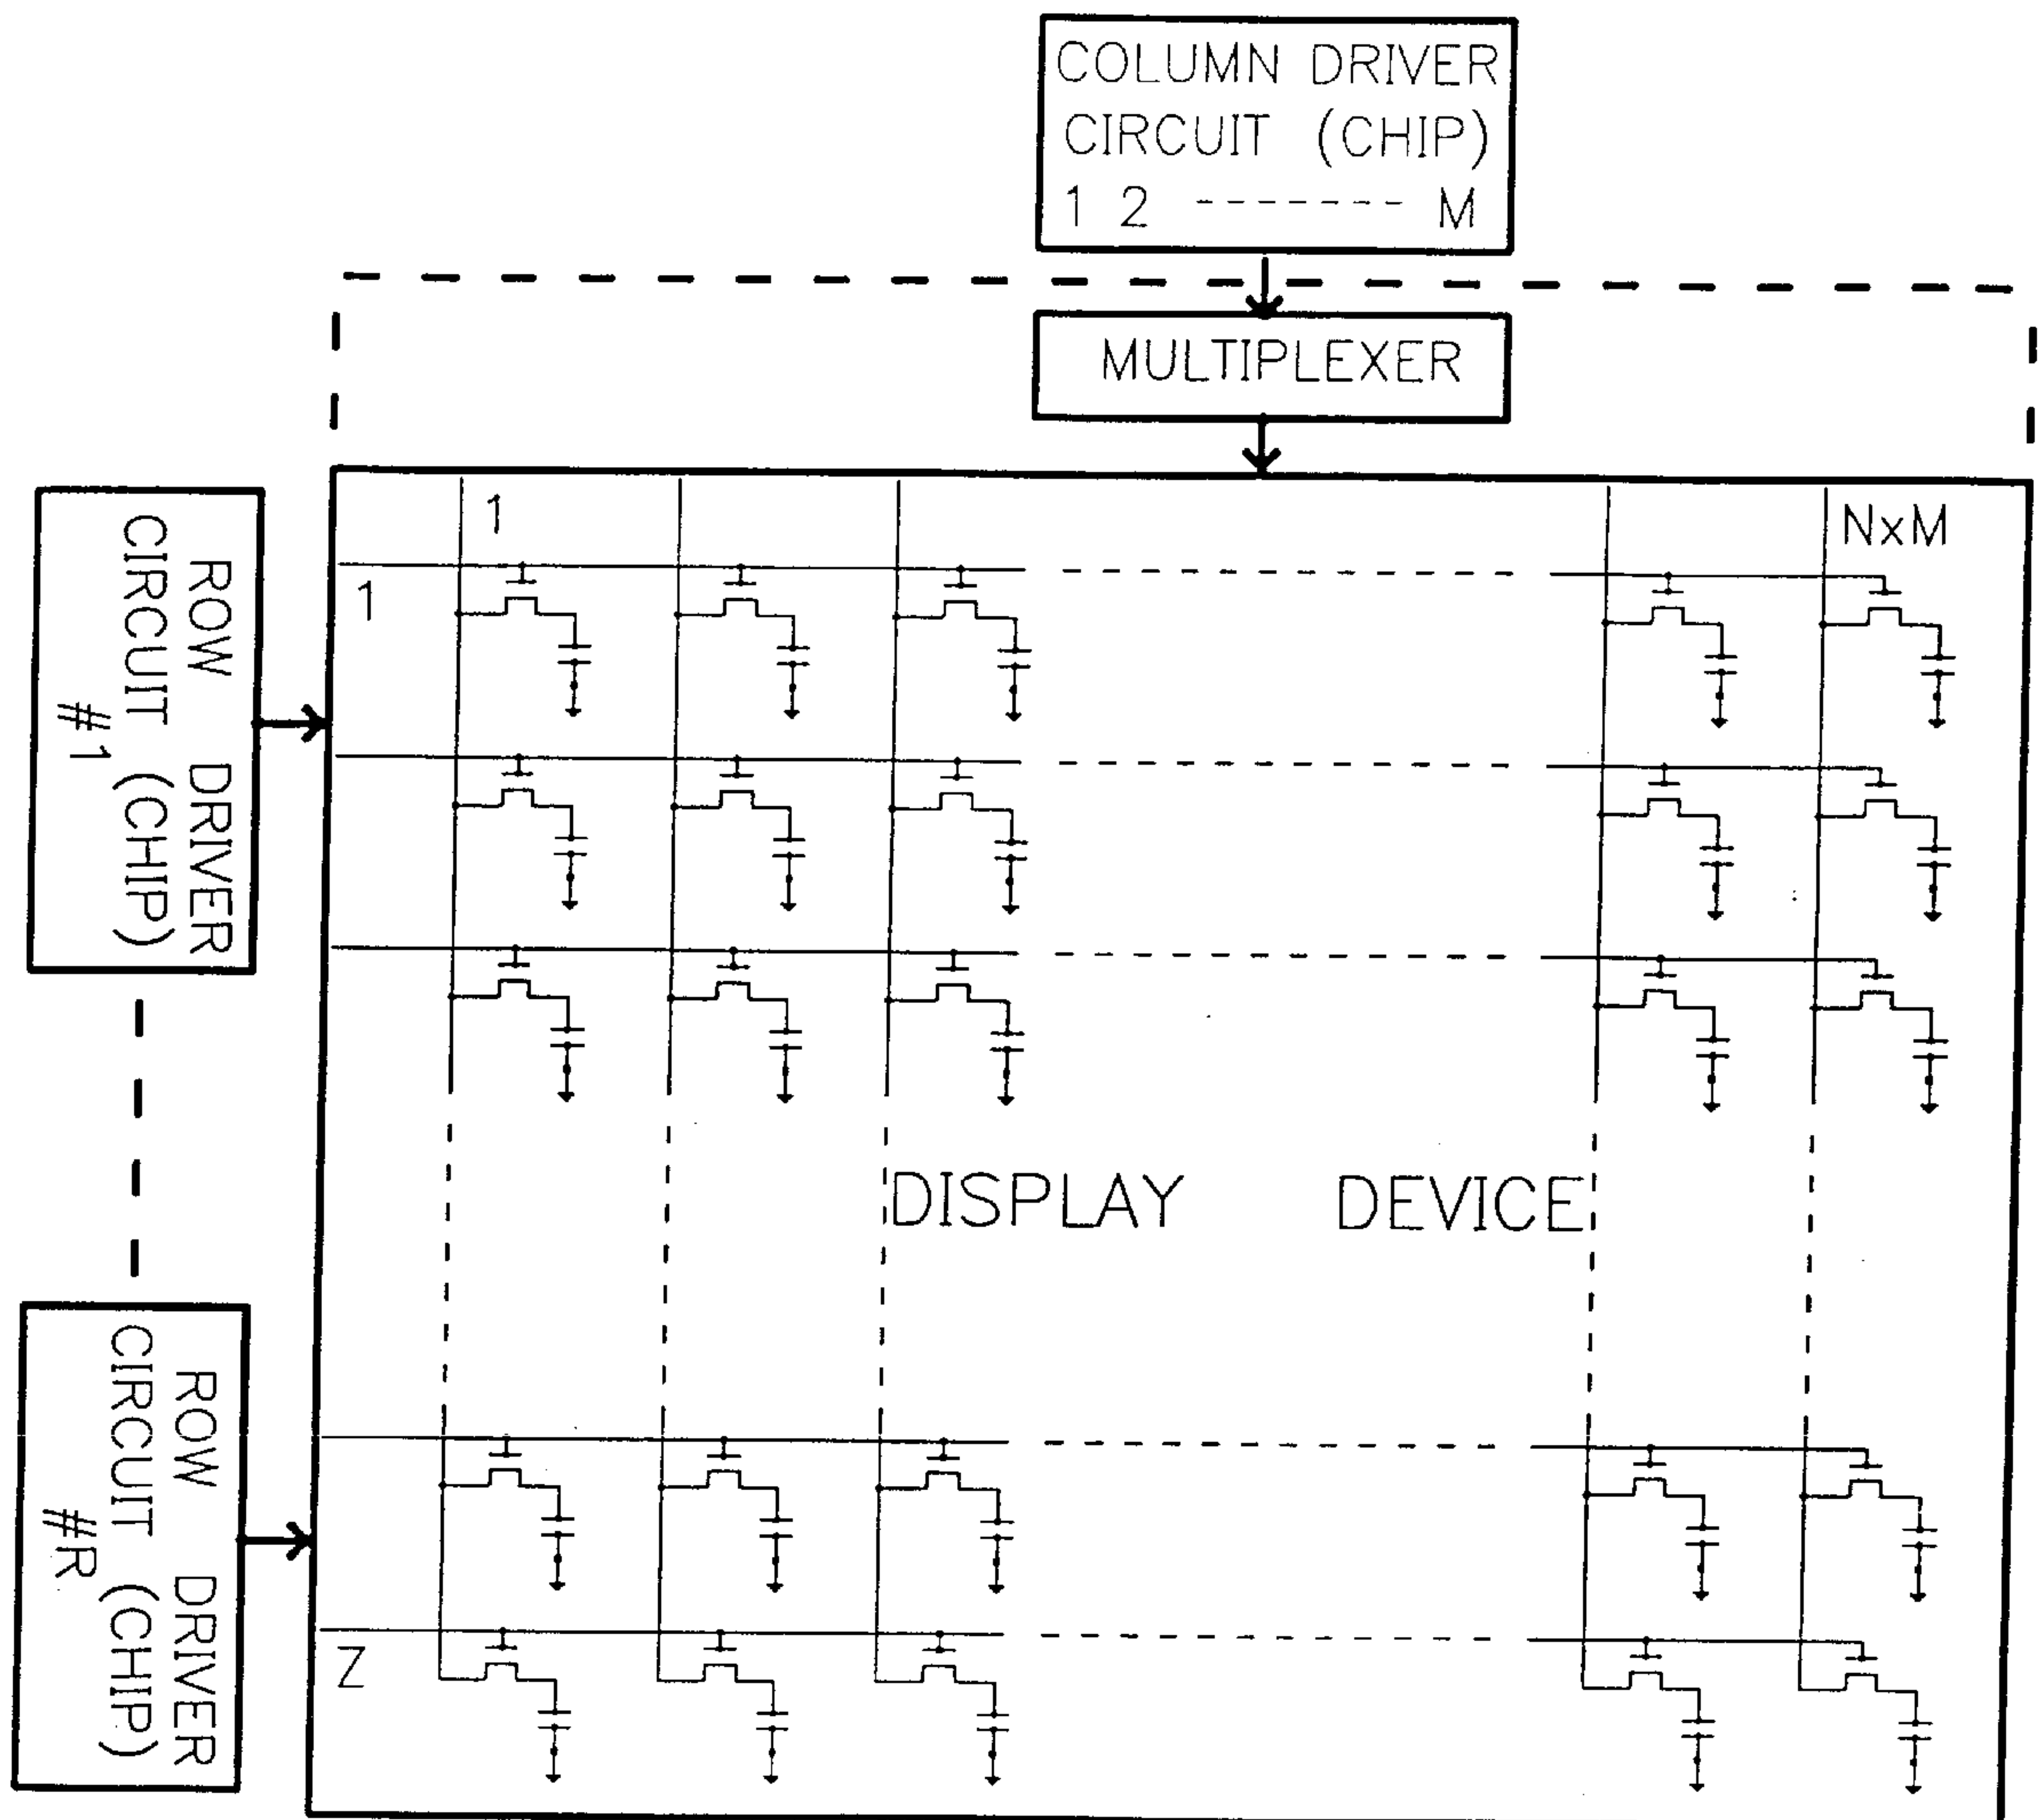 COLUMN DRIVER
CIRCUIT (CHIP)
1 2 ------- M
MULTIPLEXER
1
NxM
1
ROW DRIVER
CIRCUIT (CHIP)
#1
DISPLAY DEVICE
ROW DRIVER
CIRCUIT (CHIP)
#R
Z